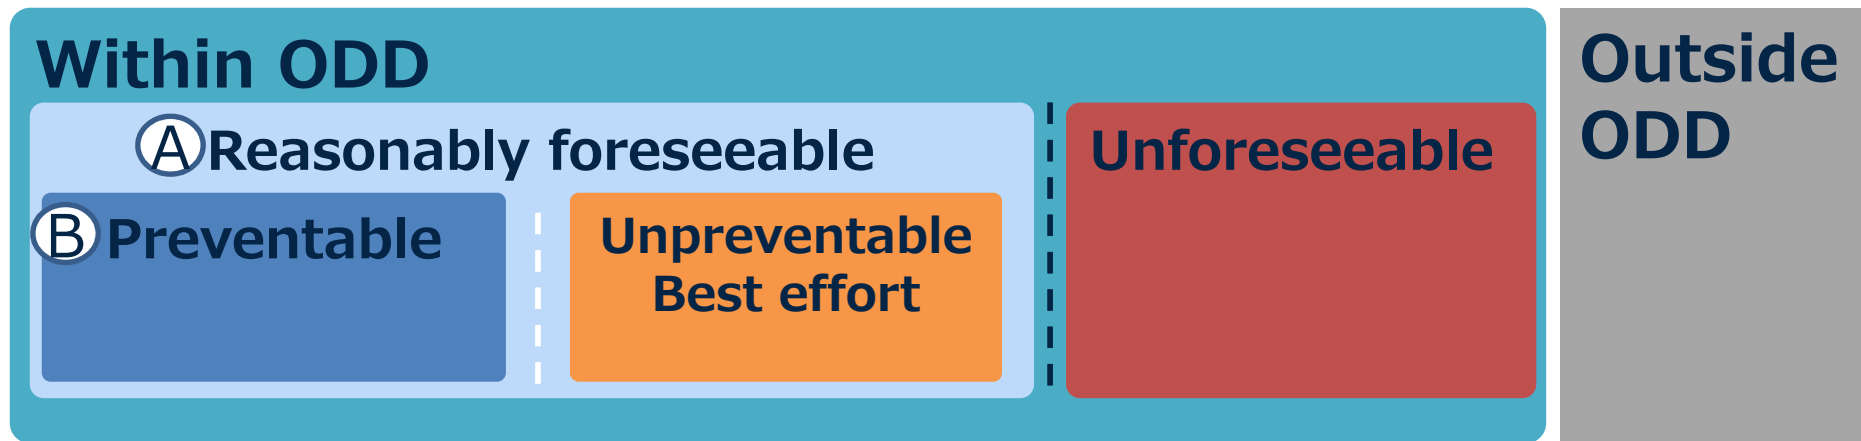 Within ODD
Outside
ODD
A Reasonably foreseeable
Unforeseeable
B Preventable
Unpreventable
Best effort